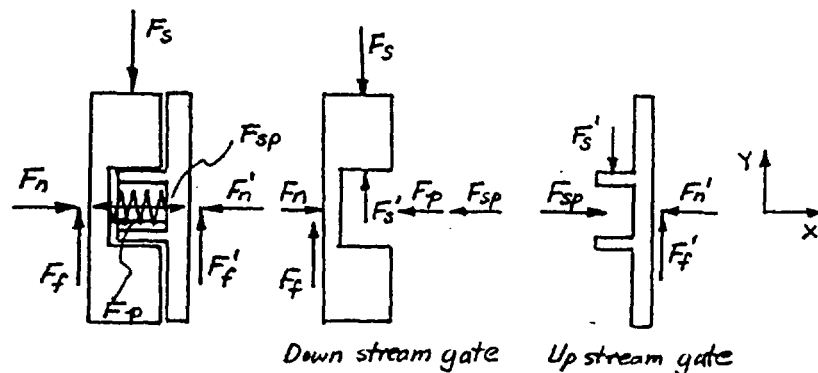 Fs
Fs
Fsp
Fs'
Y
Fn
Fn'
Fn
Fs'
Fp
Fsp
Fsp
Fn'
X
Ff
Ff'
Ff
Ff'
Fp
Down stream gate
Up stream gate